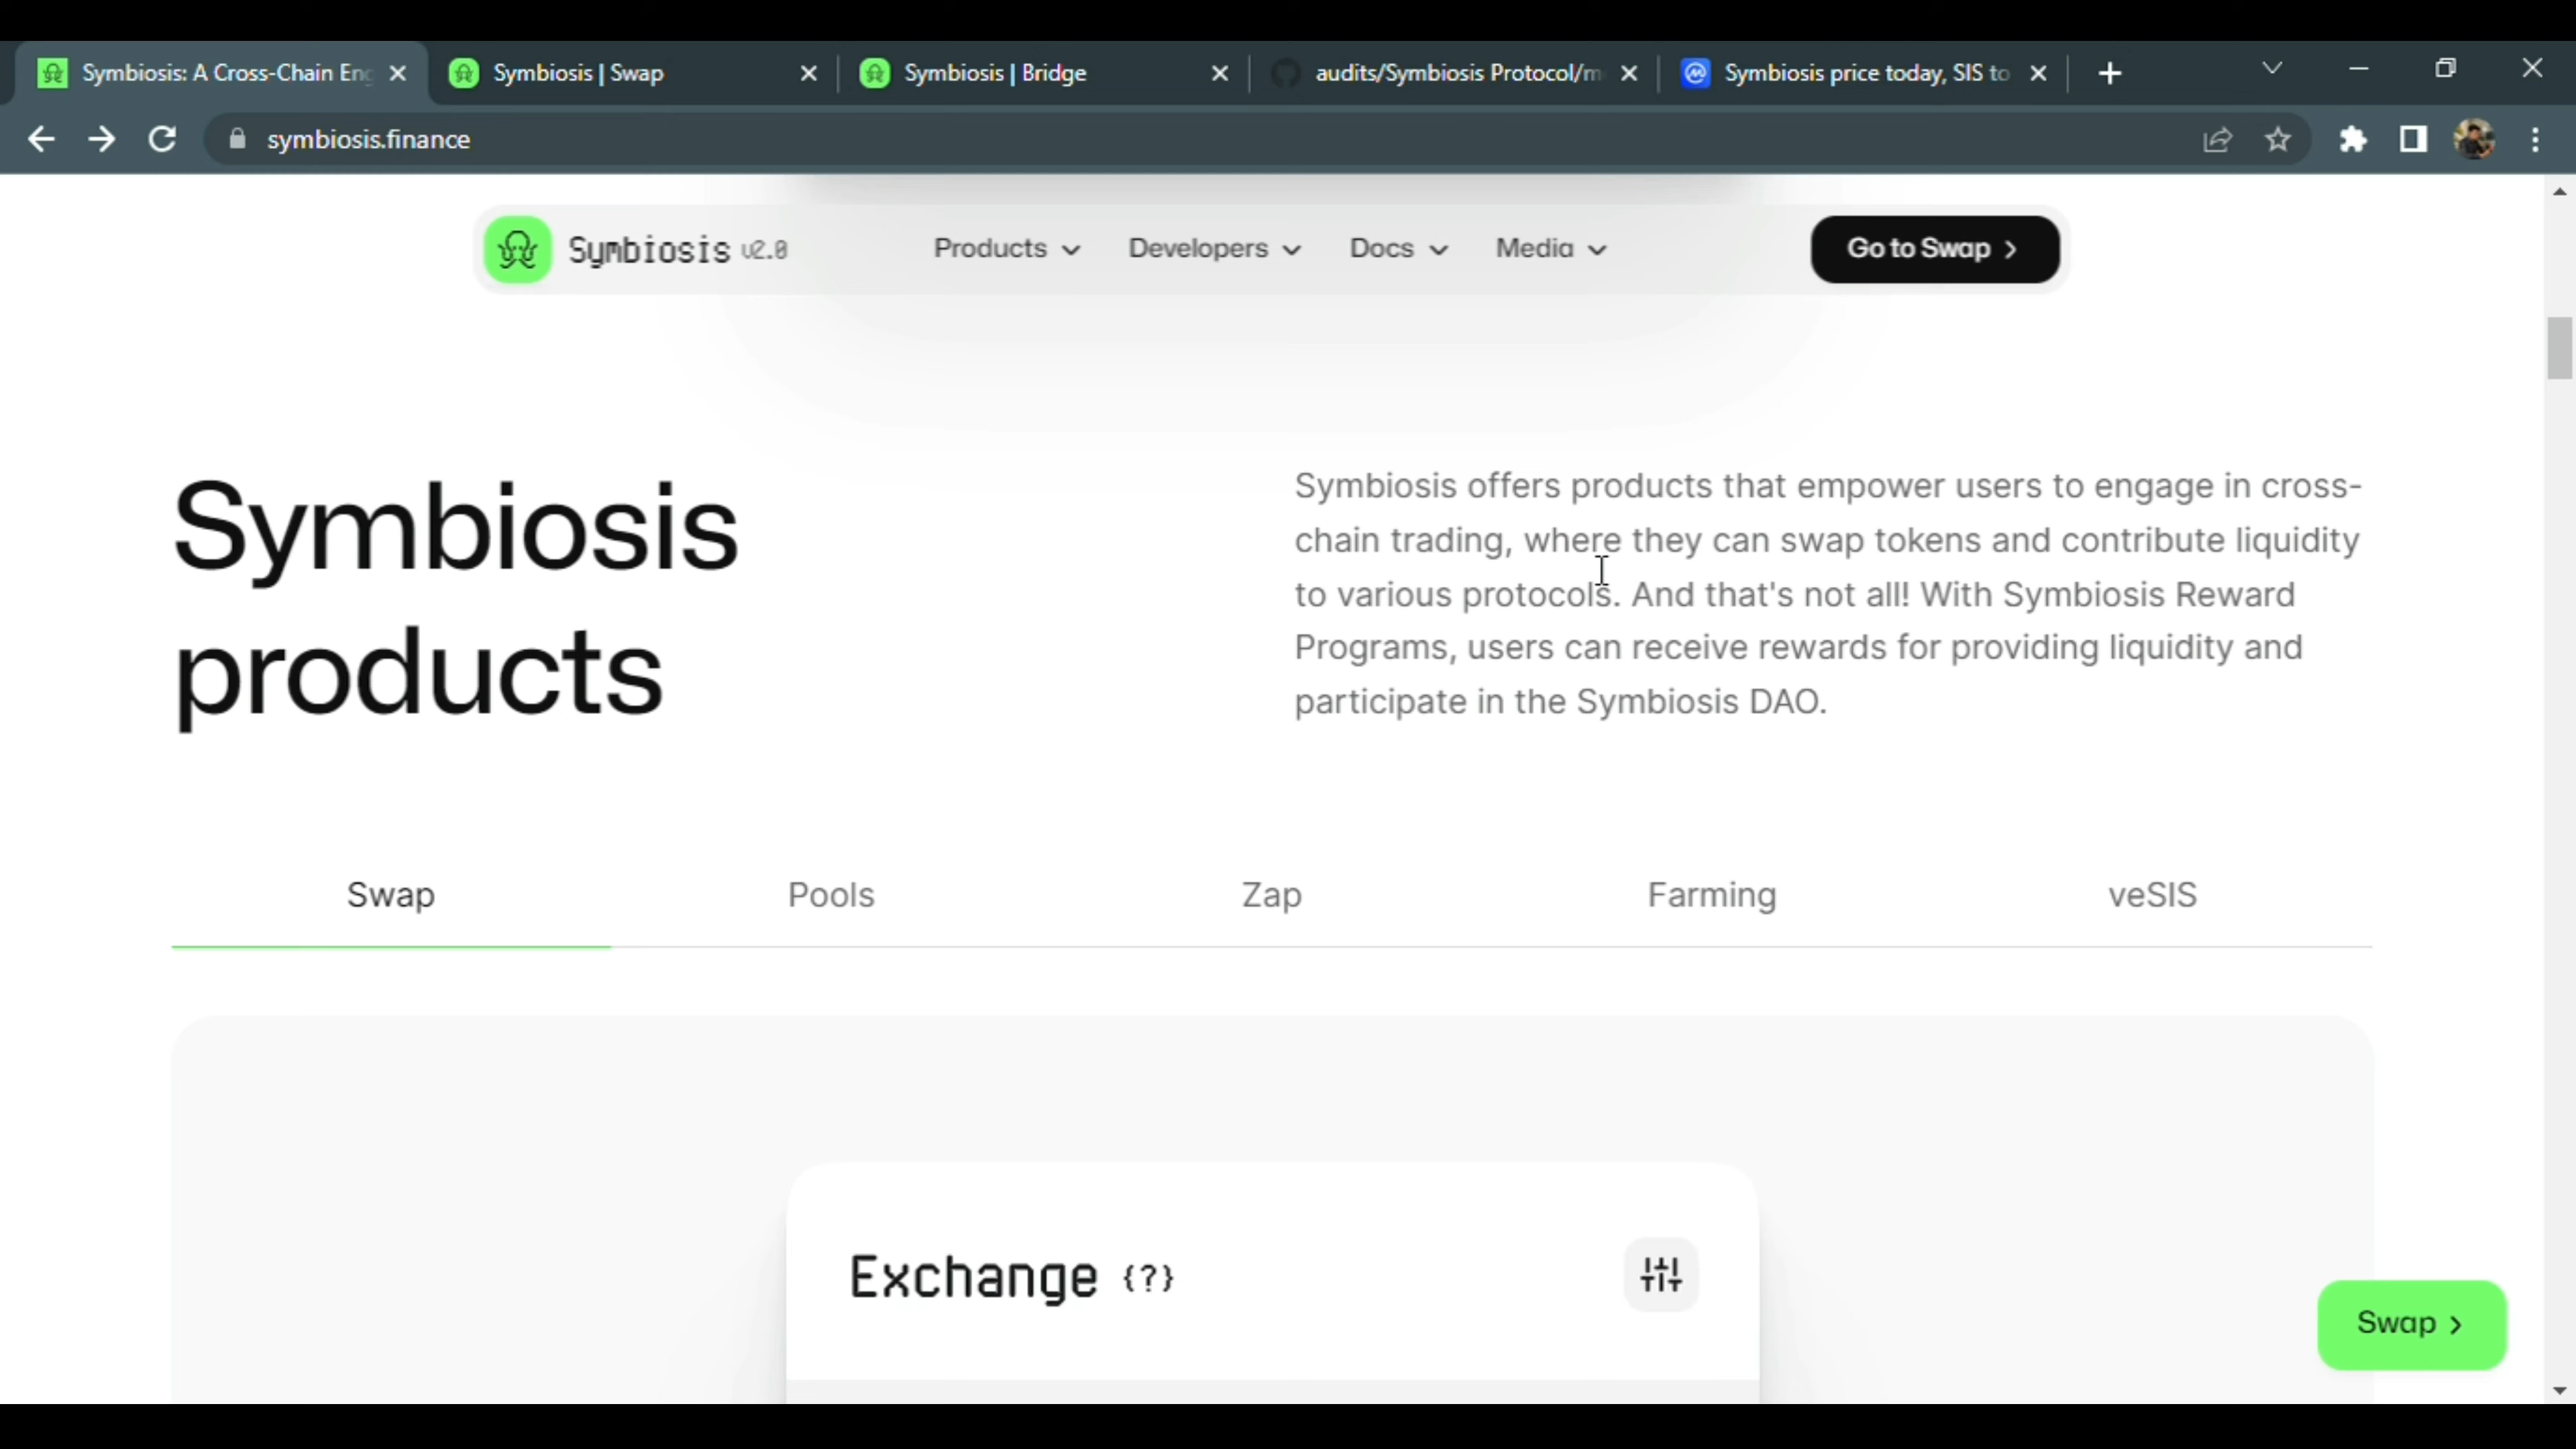 Symbiosis: A Cross-Chain Eng
Symbiosis | Swap
Symbiosis | Bridge
audits/Symbiosis Protocol/m
Symbiosis price today, SIS to
symbiosis.finance
Symbiosis v2.0
Products
Developers
Docs
Media
Go to Swap >
Symbiosis
products
Symbiosis offers products that empower users to engage in cross-
chain trading, where they can swap tokens and contribute liquidity
to various protocols. And that's not all! With Symbiosis Reward
Programs, users can receive rewards for providing liquidity and
participate in the Symbiosis DAO.
Swap
Pools
Zap
Farming
veSIS
Exchange {?}
Swap >